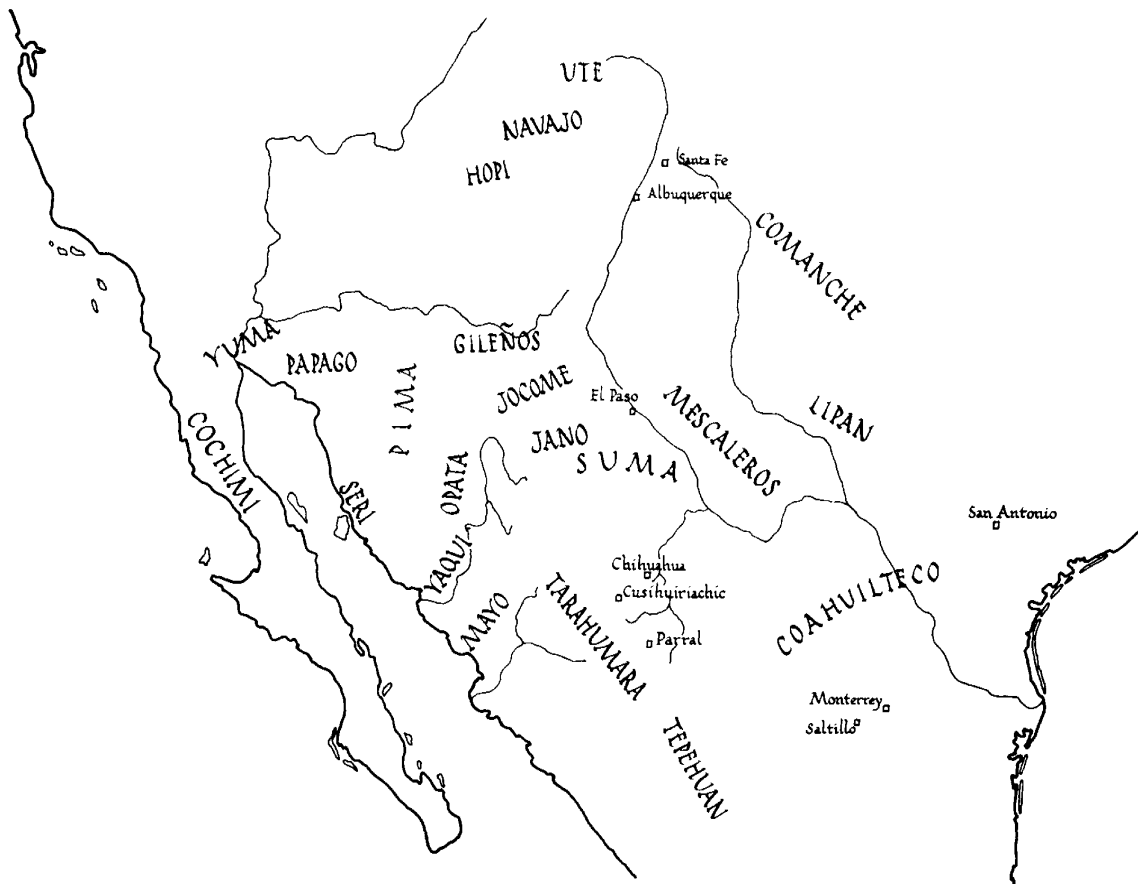 UTE
NAVAJO
HOPI
Santa Fe
Albuquerque
COMANCHE
YUMA
PAPAGO
PIMA
GILEÑOS
JOCOME
El Paso
MESCALEROS
LIPAN
COCHIMI
SERI
OPATA
JANO
SUMA
San Antonio
YAQUI
MAYO
Chihuahua
Cusihuiriachic
TARAHUMARA
Parral
COAHUILTECO
Monterrey
Saltillo
TEPEHUAN